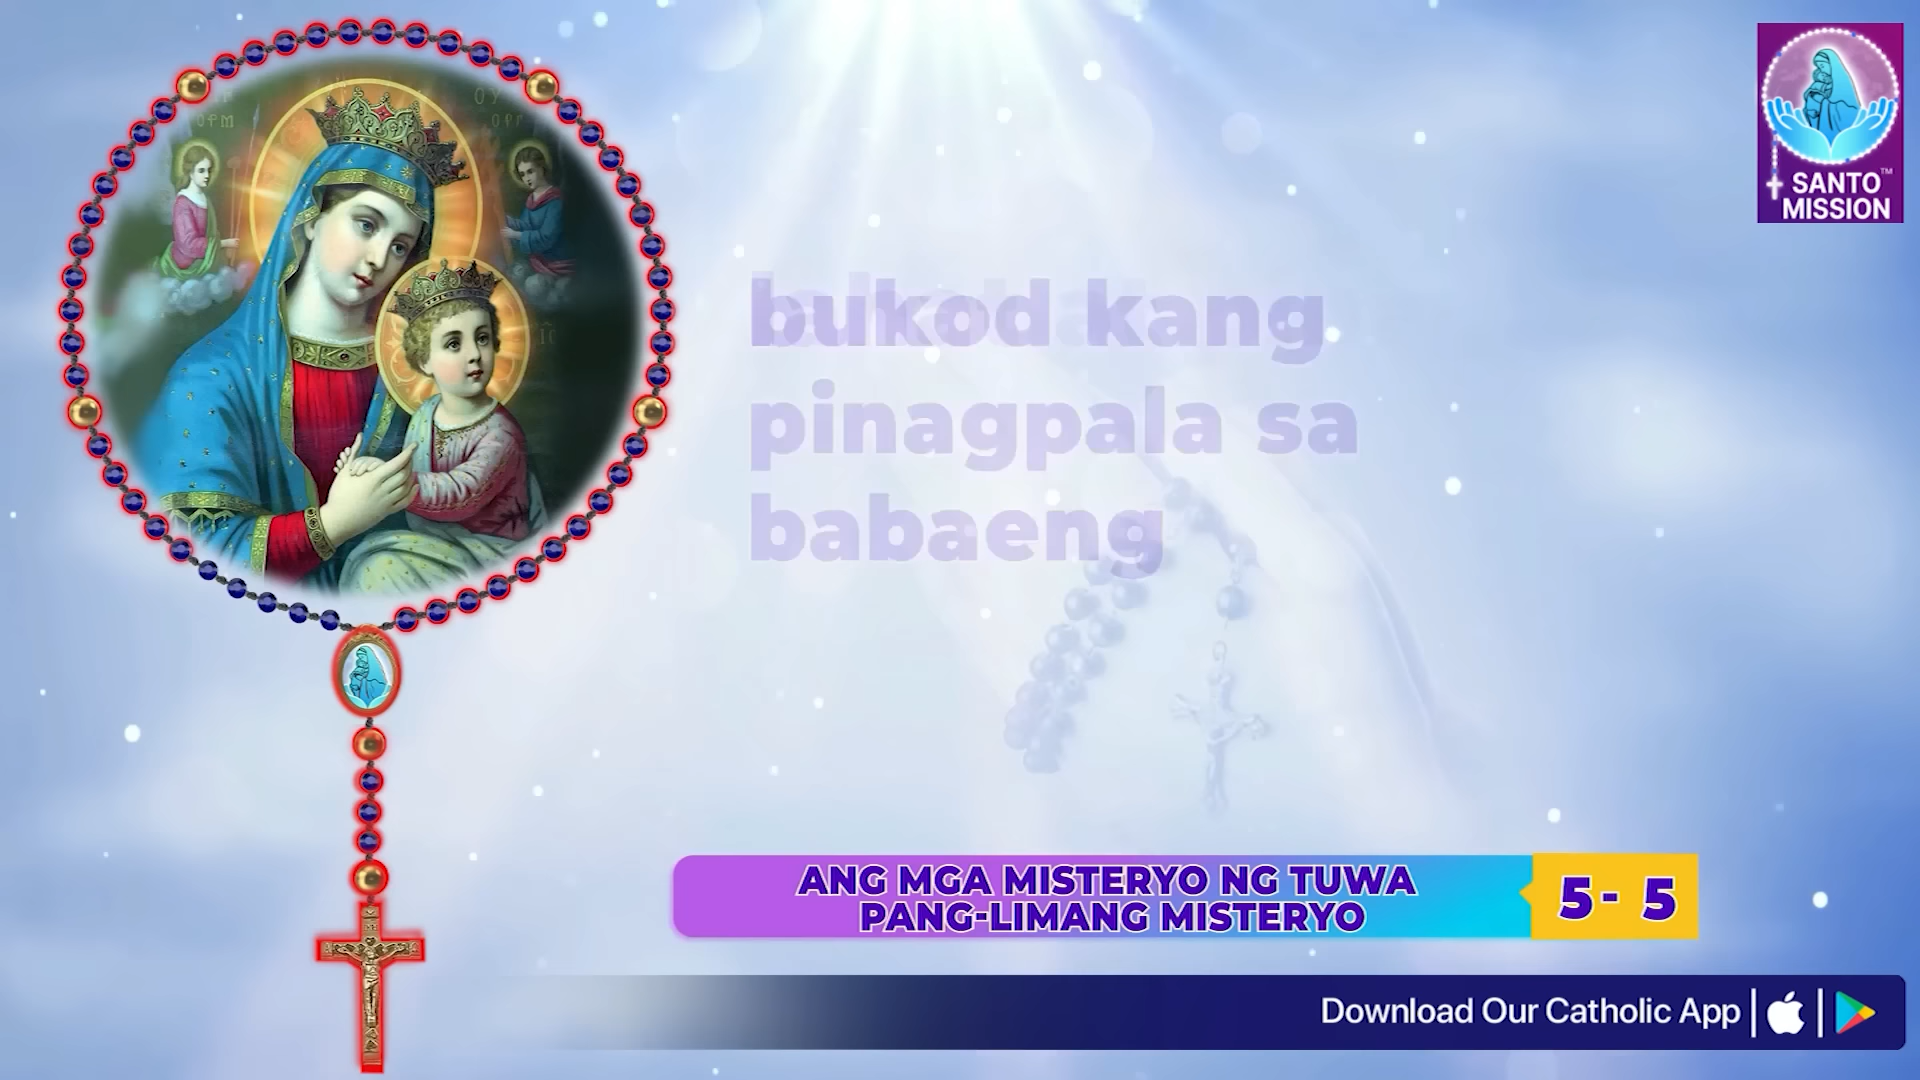 SANTO
MISSION
TM
bukod kang
pinagpala sa
babaeng
ANG MGA MISTERYO NG TUWA
PANG-LIMANG MISTERYO
5- 5
Download Our Catholic App